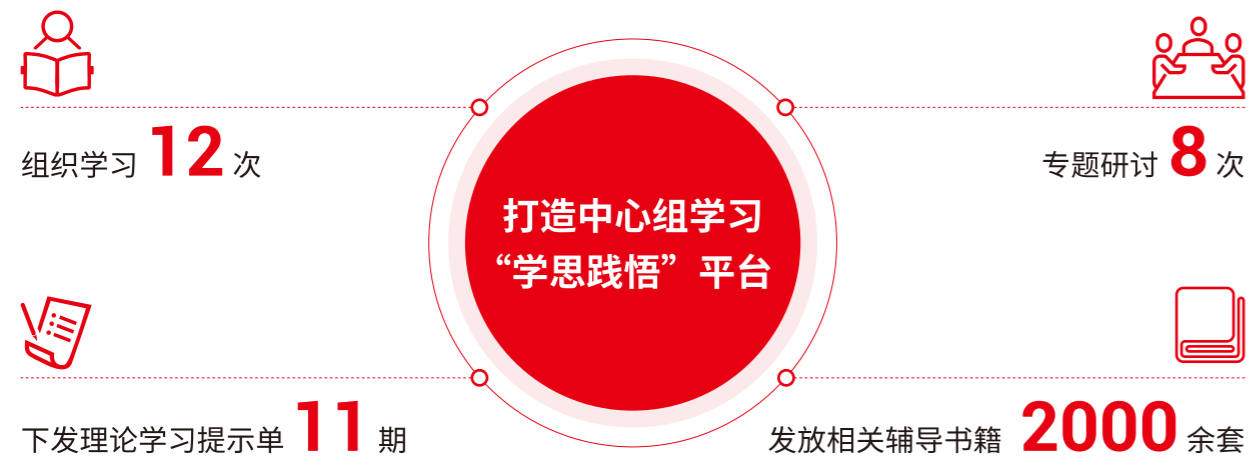 组织学习 12 次
专题研讨 8 次
打造中心组学习
“学思践悟”平台
下发理论学习提示单 11 期
发放相关辅导书籍 2000 余套